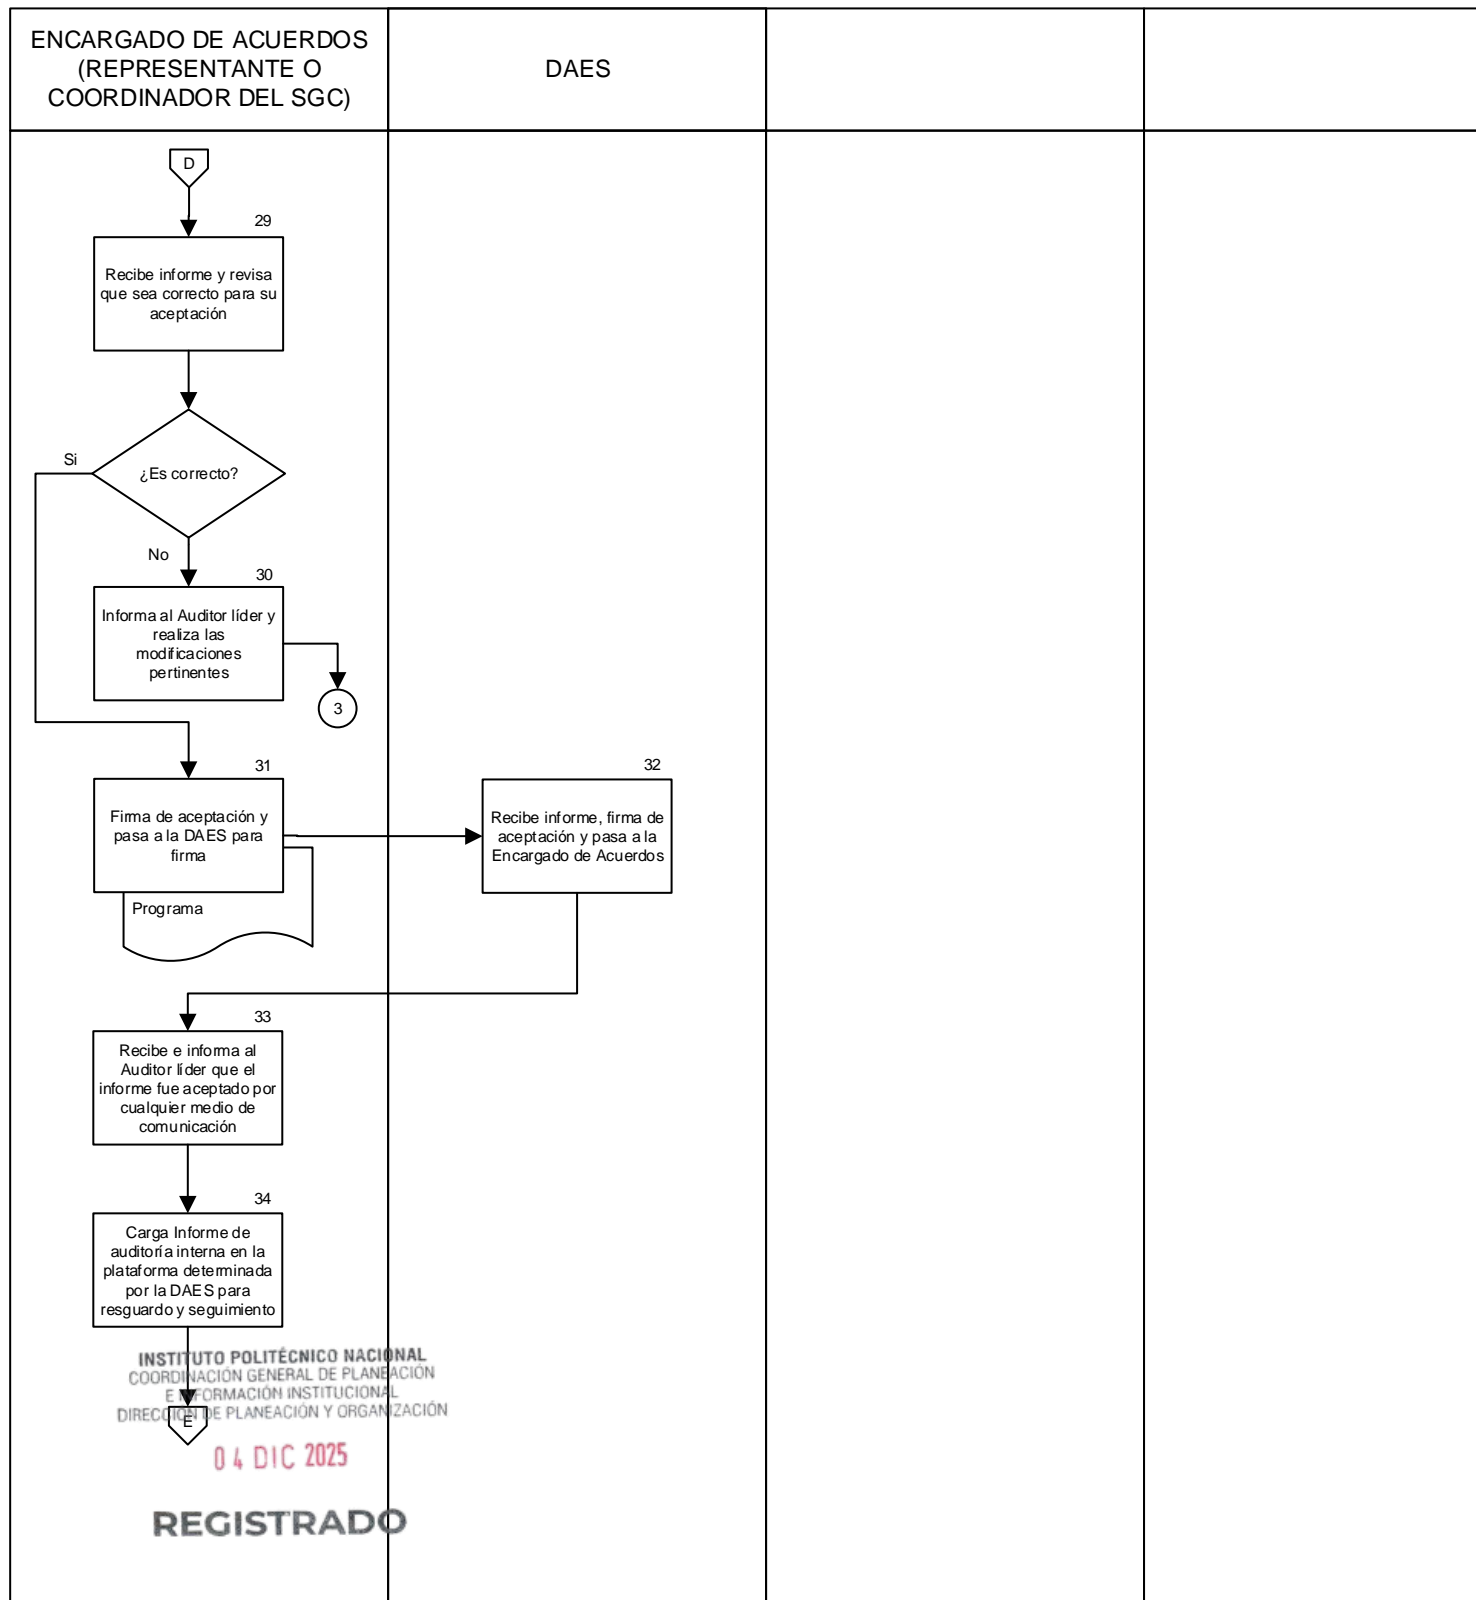 ENCARGADO DE ACUERDOS
(REPRESENTANTE O
COORDINADOR DEL SGC)
DAES
D
29
Recibe informe y revisa
que sea correcto para su
aceptación
¿Es correcto?
Si
No
30
Informa al Auditor líder y
realiza las
modificaciones
pertinentes
3
31
Firma de aceptación y
pasa a la DAES para
firma
Programa
32
Recibe informe, firma de
aceptación y pasa a la
Encargado de Acuerdos
33
Recibe e informa al
Auditor líder que el
informe fue aceptado por
cualquier medio de
comunicación
34
Carga Informe de
auditoría interna en la
plataforma determinada
por la DAES para
resguardo y seguimiento
INSTITUTO POLITÉCNICO NACIONAL
COORDINACIÓN GENERAL DE PLANEACIÓN
E INFORMACIÓN INSTITUCIONAL
DIRECCIÓN DE PLANEACIÓN Y ORGANIZACIÓN
E
04 DIC 2025
REGISTRADO